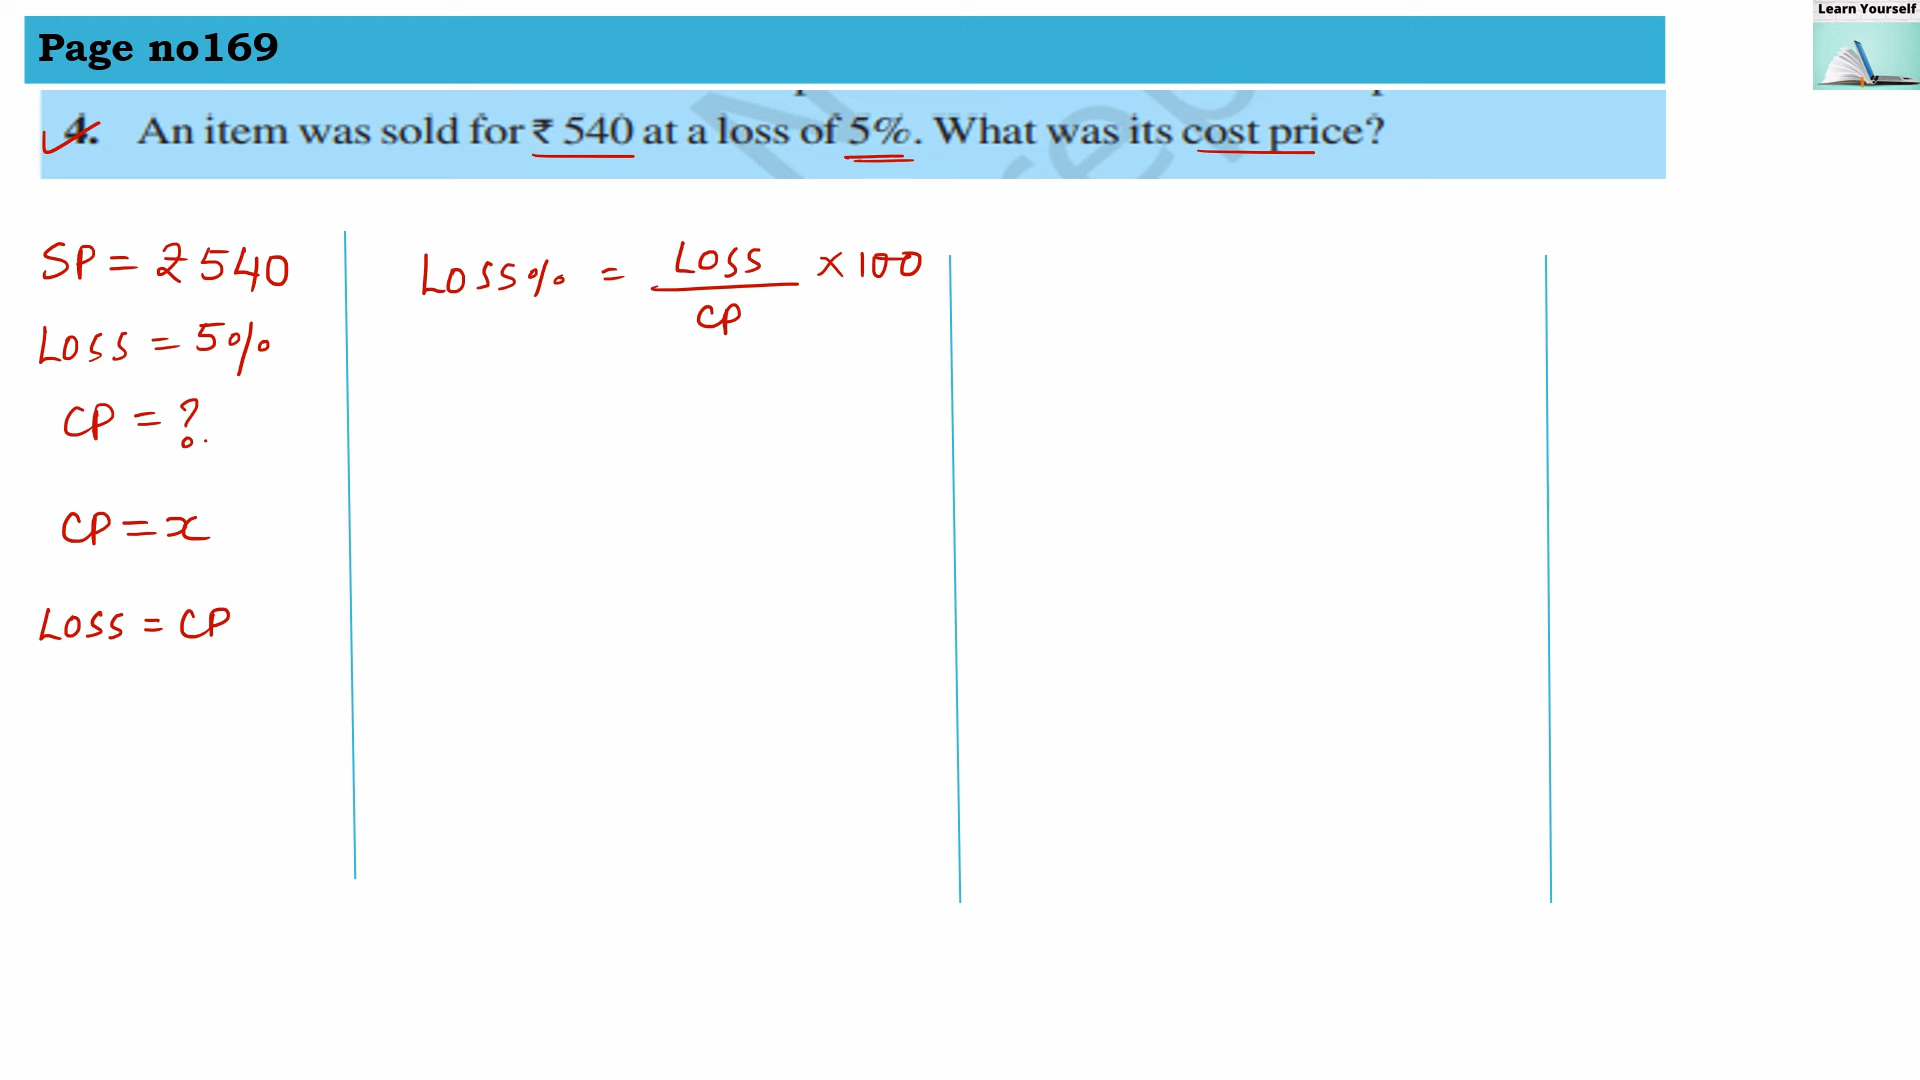 Learn Yourself
Page no169
4. An item was sold for ₹ 540 at a loss of 5%. What was its cost price?
SP = ₹ 540
Loss = 5%
CP = ?
CP = x
Loss = CP
Loss% = Loss/CP × 100